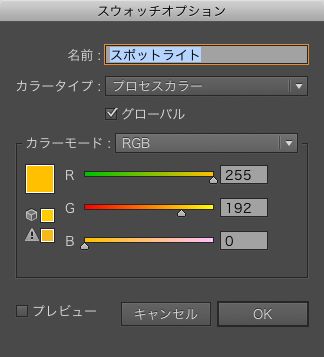 スウォッチオプション
名前 : スポットライト
カラータイプ : プロセスカラー
グローバル
カラーモード : RGB
R 255
G 192
B 0
プレビュー キャンセル OK